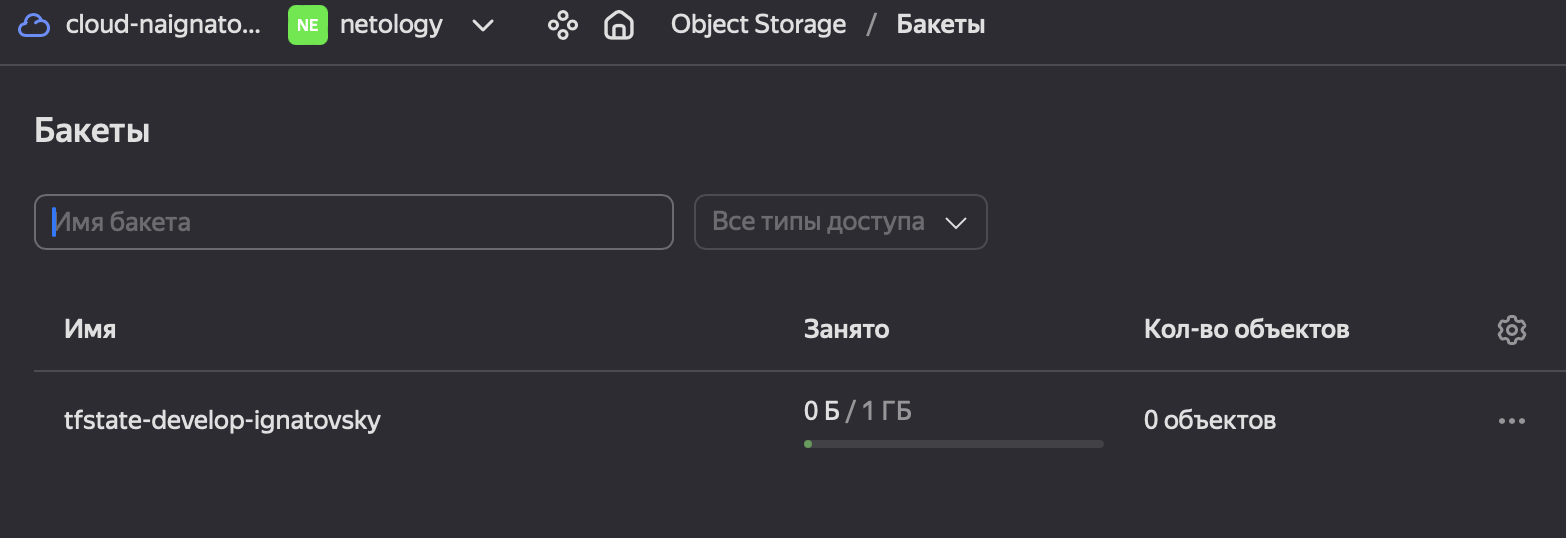 cloud-naignato... NE netology Object Storage / Бакеты
Бакеты
Имя бакета Все типы доступа
Имя Занято Кол-во объектов
tfstate-develop-ignatovsky 0 Б / 1 ГБ 0 объектов